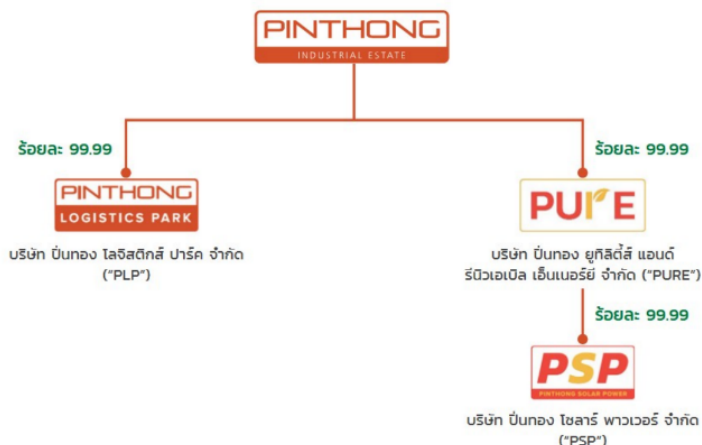 PINTHONG
INDUSTRIAL ESTATE
ร้อยละ 99.99
PINTHONG
LOGISTICS PARK
บริษัท ปิ่นทอง โลจิสติกส์ ปาร์ค จำกัด
("PLP")
ร้อยละ 99.99
PUrE
บริษัท ปิ่นทอง ยูทิลิตี้ส์ แอนด์
รีนิวเอเบิล เอ็นเนอร์ยี จำกัด ("PURE")
ร้อยละ 99.99
PSP
PINTHONG SOLAR POWER
บริษัท ปิ่นทอง โซลาร์ พาวเวอร์ จำกัด
("PSP")